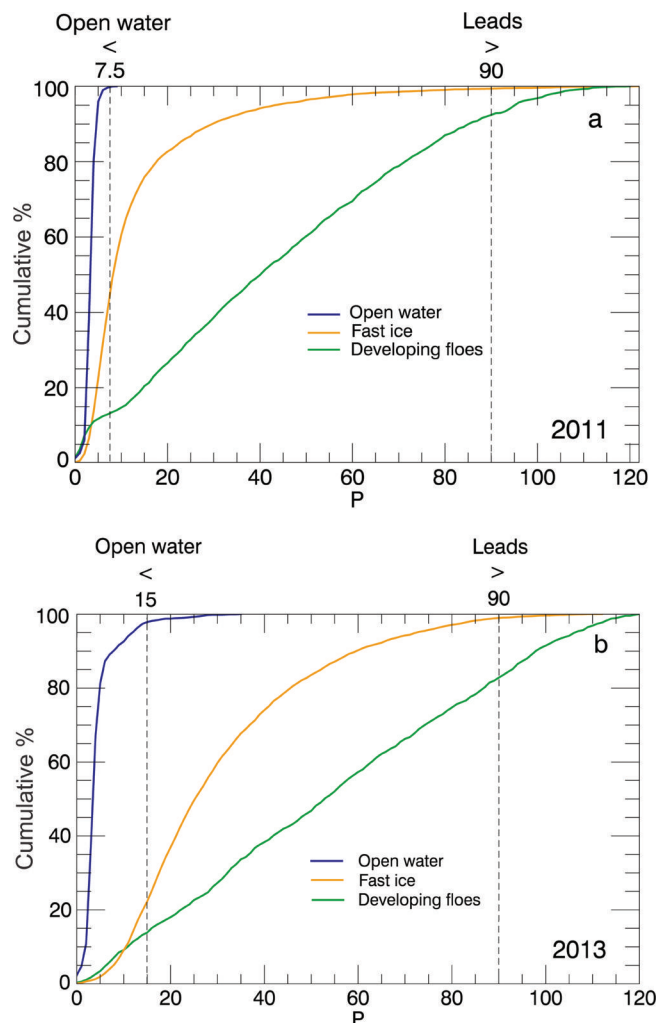 Open water Leads
< >
7.5 90
100
80
60
40
20
0
Cumulative %
a
Open water
Fast ice
Developing floes
2011
0 20 40 60 80 100 120
P
Open water Leads
< >
15 90
100
80
60
40
20
0
Cumulative %
b
Open water
Fast ice
Developing floes
2013
0 20 40 60 80 100 120
P